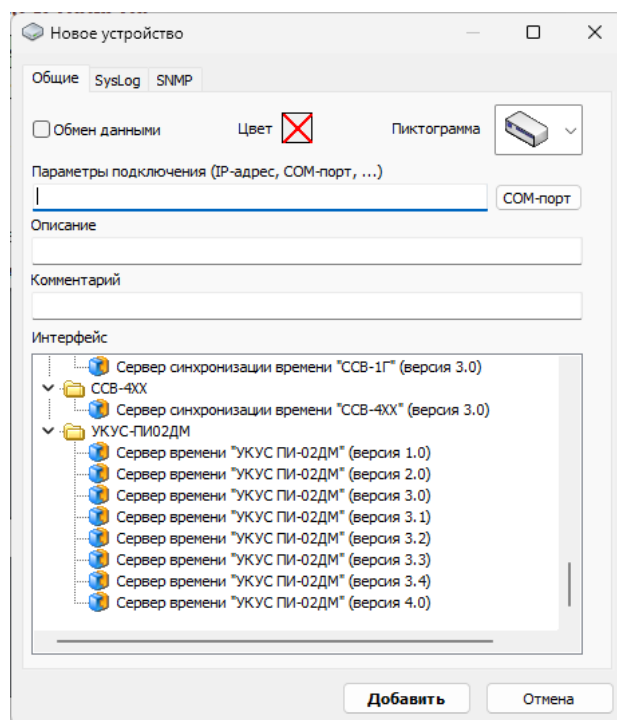 Новое устройство
Общие SysLog SNMP
Обмен данными Цвет Пиктограмма
Параметры подключения (IP-адрес, COM-порт, ...)
COM-порт
Описание
Комментарий
Интерфейс
Сервер синхронизации времени "ССВ-1Г" (версия 3.0)
ССВ-4XX
Сервер синхронизации времени "ССВ-4XX" (версия 3.0)
УКУС-ПИ02ДМ
Сервер времени "УКУС ПИ-02ДМ" (версия 1.0)
Сервер времени "УКУС ПИ-02ДМ" (версия 2.0)
Сервер времени "УКУС ПИ-02ДМ" (версия 3.0)
Сервер времени "УКУС ПИ-02ДМ" (версия 3.1)
Сервер времени "УКУС ПИ-02ДМ" (версия 3.2)
Сервер времени "УКУС ПИ-02ДМ" (версия 3.3)
Сервер времени "УКУС ПИ-02ДМ" (версия 3.4)
Сервер времени "УКУС ПИ-02ДМ" (версия 4.0)
Добавить Отмена